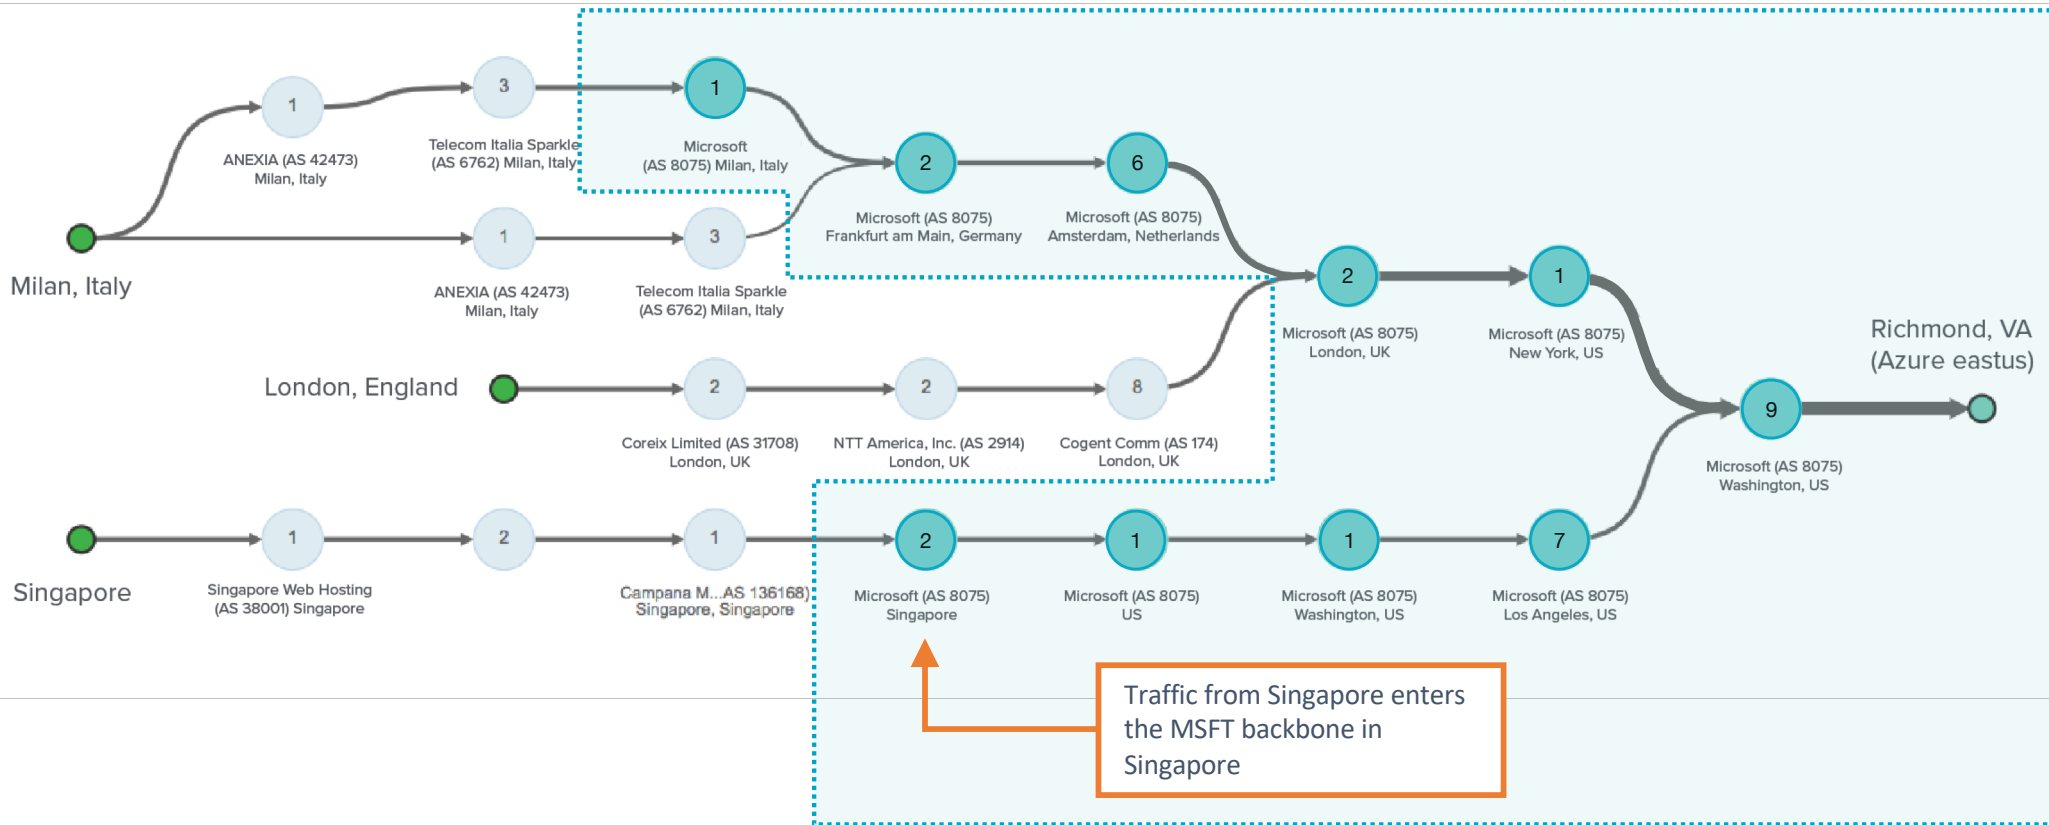 1
3
1
ANEXIA (AS 42473)
Milan, Italy
Telecom Italia Sparkle
(AS 6762) Milan, Italy
Microsoft
(AS 8075) Milan, Italy
2
6
Microsoft (AS 8075)
Frankfurt am Main, Germany
Microsoft (AS 8075)
Amsterdam, Netherlands
Milan, Italy
1
3
ANEXIA (AS 42473)
Milan, Italy
Telecom Italia Sparkle
(AS 6762) Milan, Italy
2
1
Microsoft (AS 8075)
London, UK
Microsoft (AS 8075)
New York, US
Richmond, VA
(Azure eastus)
London, England
2
2
8
Coreix Limited (AS 31708)
London, UK
NTT America, Inc. (AS 2914)
London, UK
Cogent Comm (AS 174)
London, UK
9
Microsoft (AS 8075)
Washington, US
Singapore
1
2
1
2
1
1
7
Singapore Web Hosting
(AS 38001) Singapore
Campana M...AS 136168)
Singapore, Singapore
Microsoft (AS 8075)
Singapore
Microsoft (AS 8075)
US
Microsoft (AS 8075)
Washington, US
Microsoft (AS 8075)
Los Angeles, US
Traffic from Singapore enters
the MSFT backbone in
Singapore